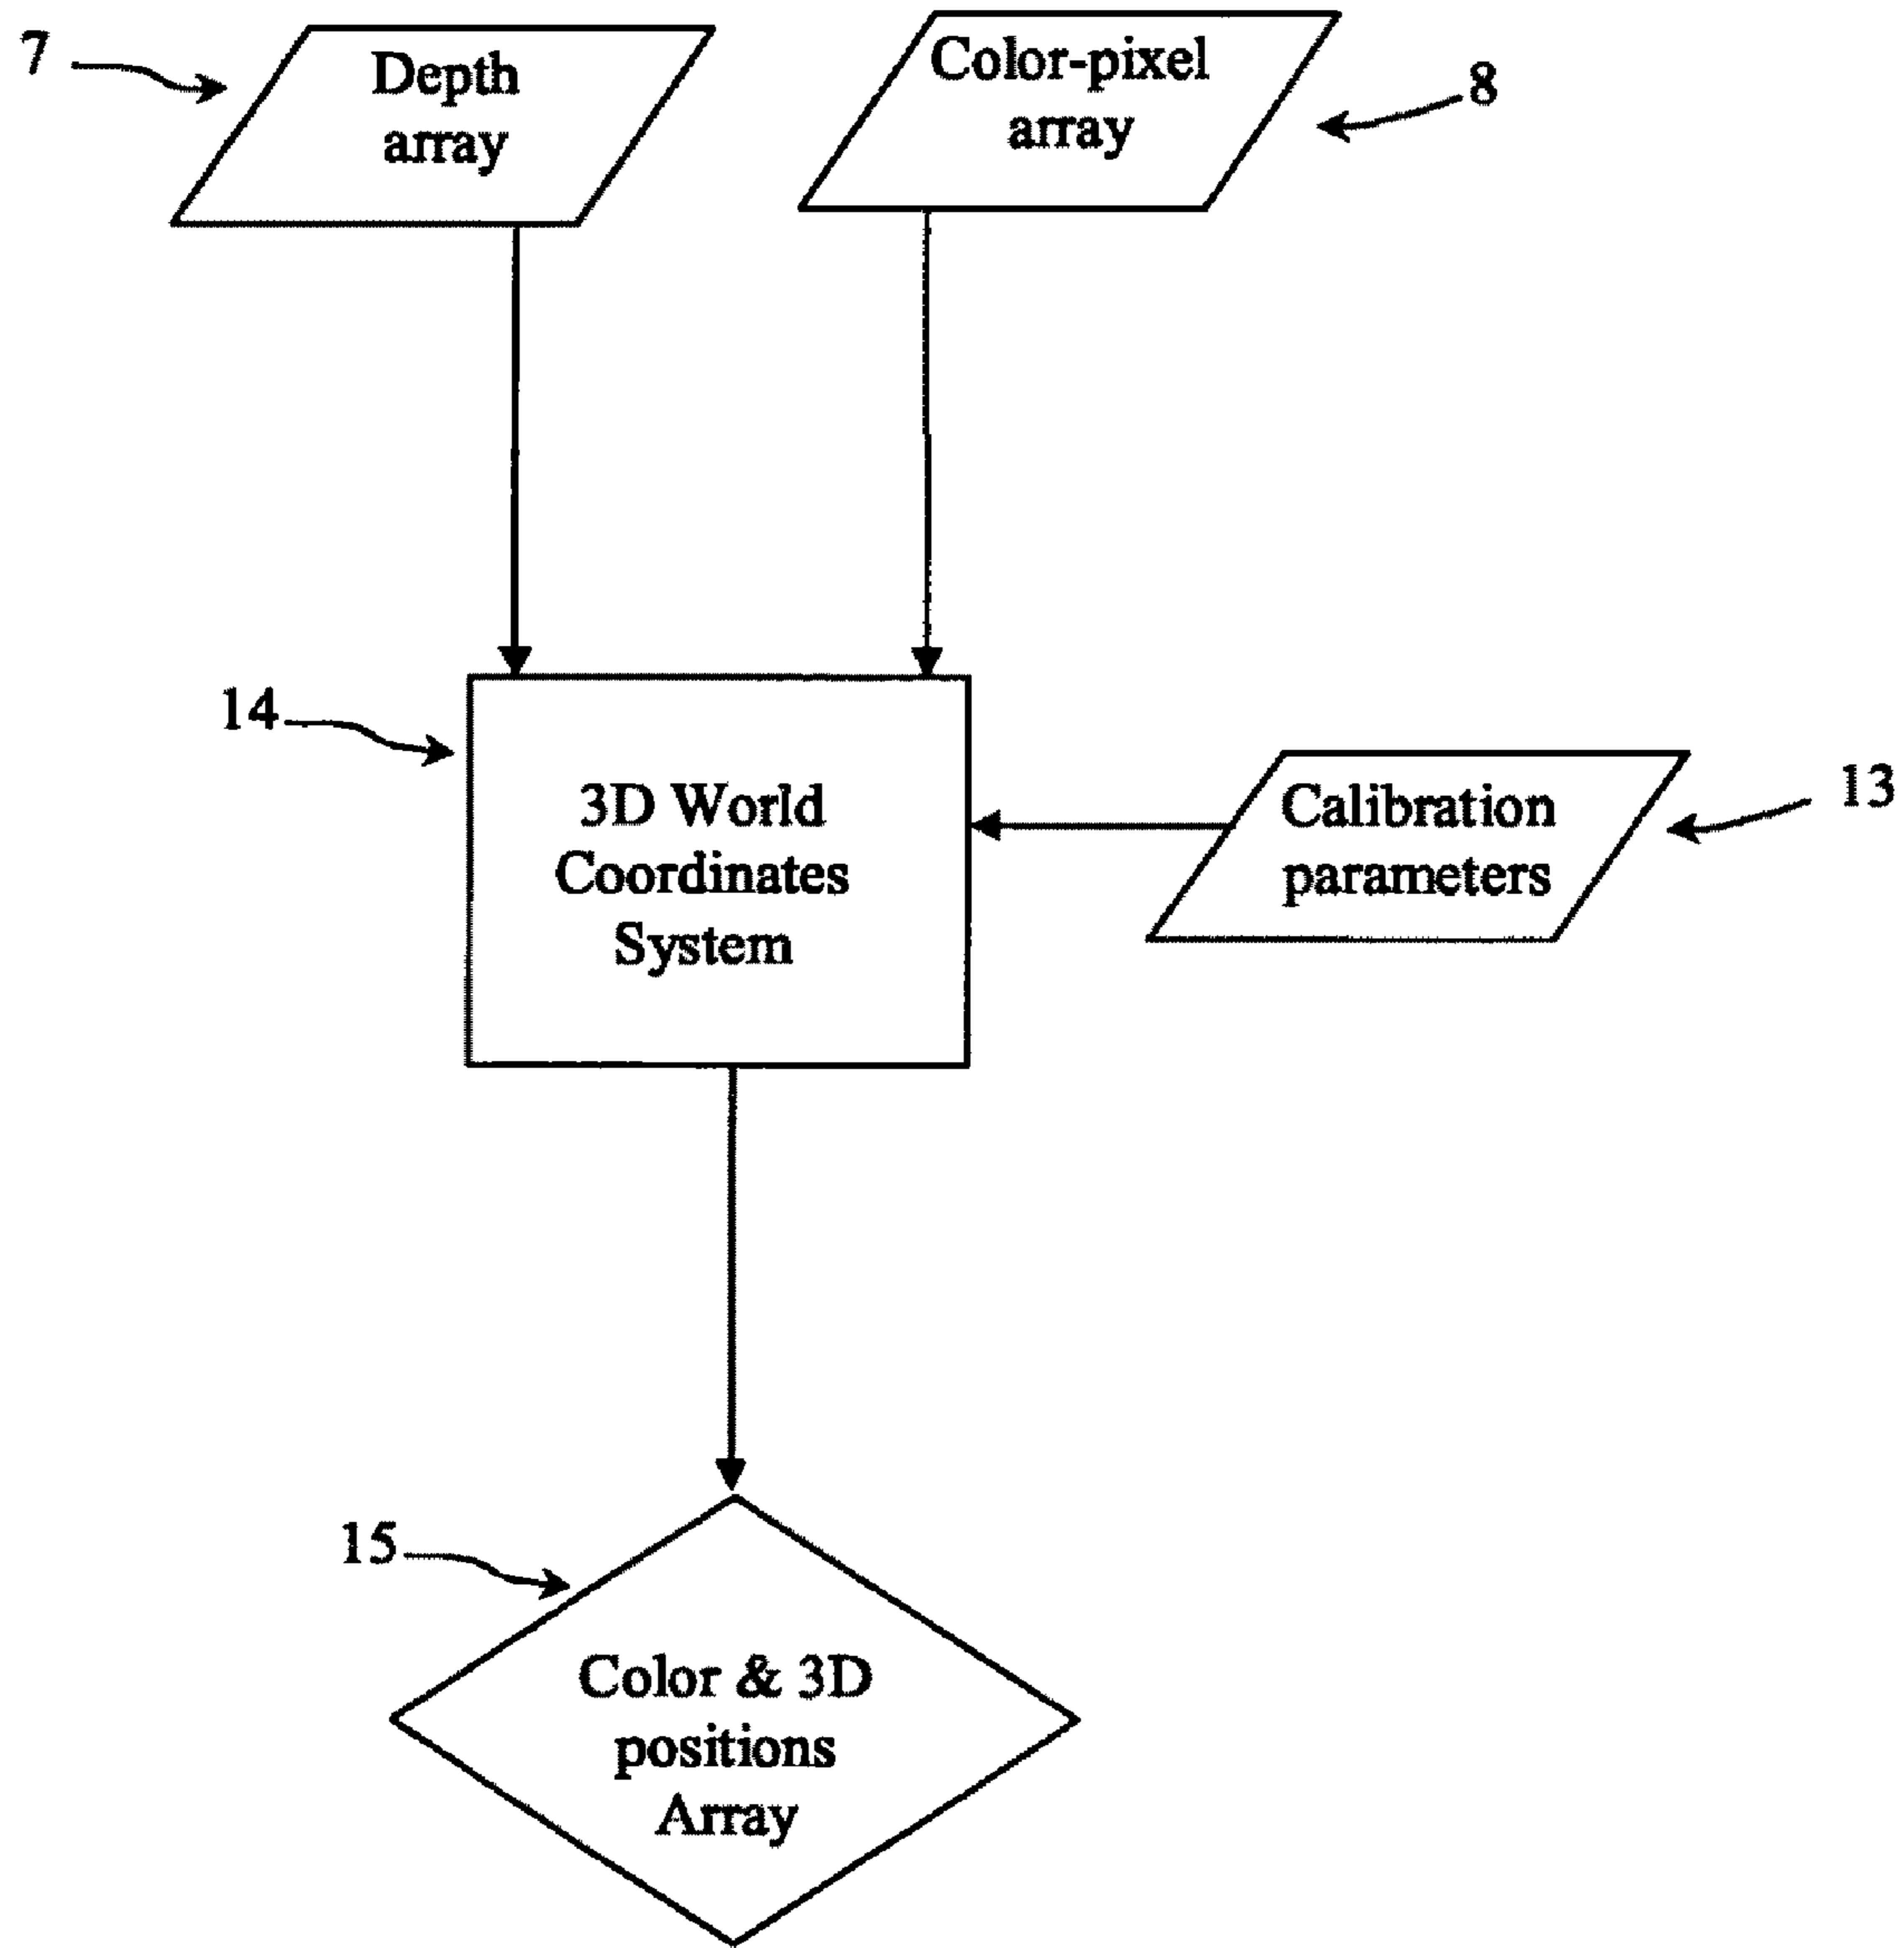 7
Depth
array
Color-pixel
array
8
14
3D World
Coordinates
System
Calibration
parameters
13
15
Color & 3D
positions
Array